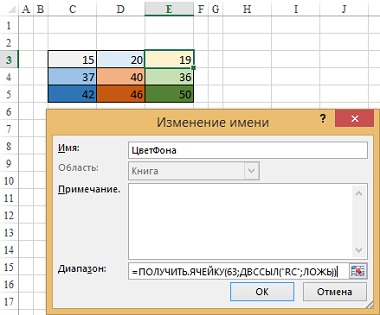 A B C D E F G H I J
1
2
3 15 20 19
4 37 40 36
5 42 46 50
6
7
8
9
10
11
12
13
14
15
16
17
Изменение имени
? ×
Имя: ЦветФона
Область: Книга
Примечание.
Диапазон: =ПОЛУЧИТЬ.ЯЧЕЙКУ(63;ДВССЫЛ("RC";ЛОЖЬ))
ОК Отмена